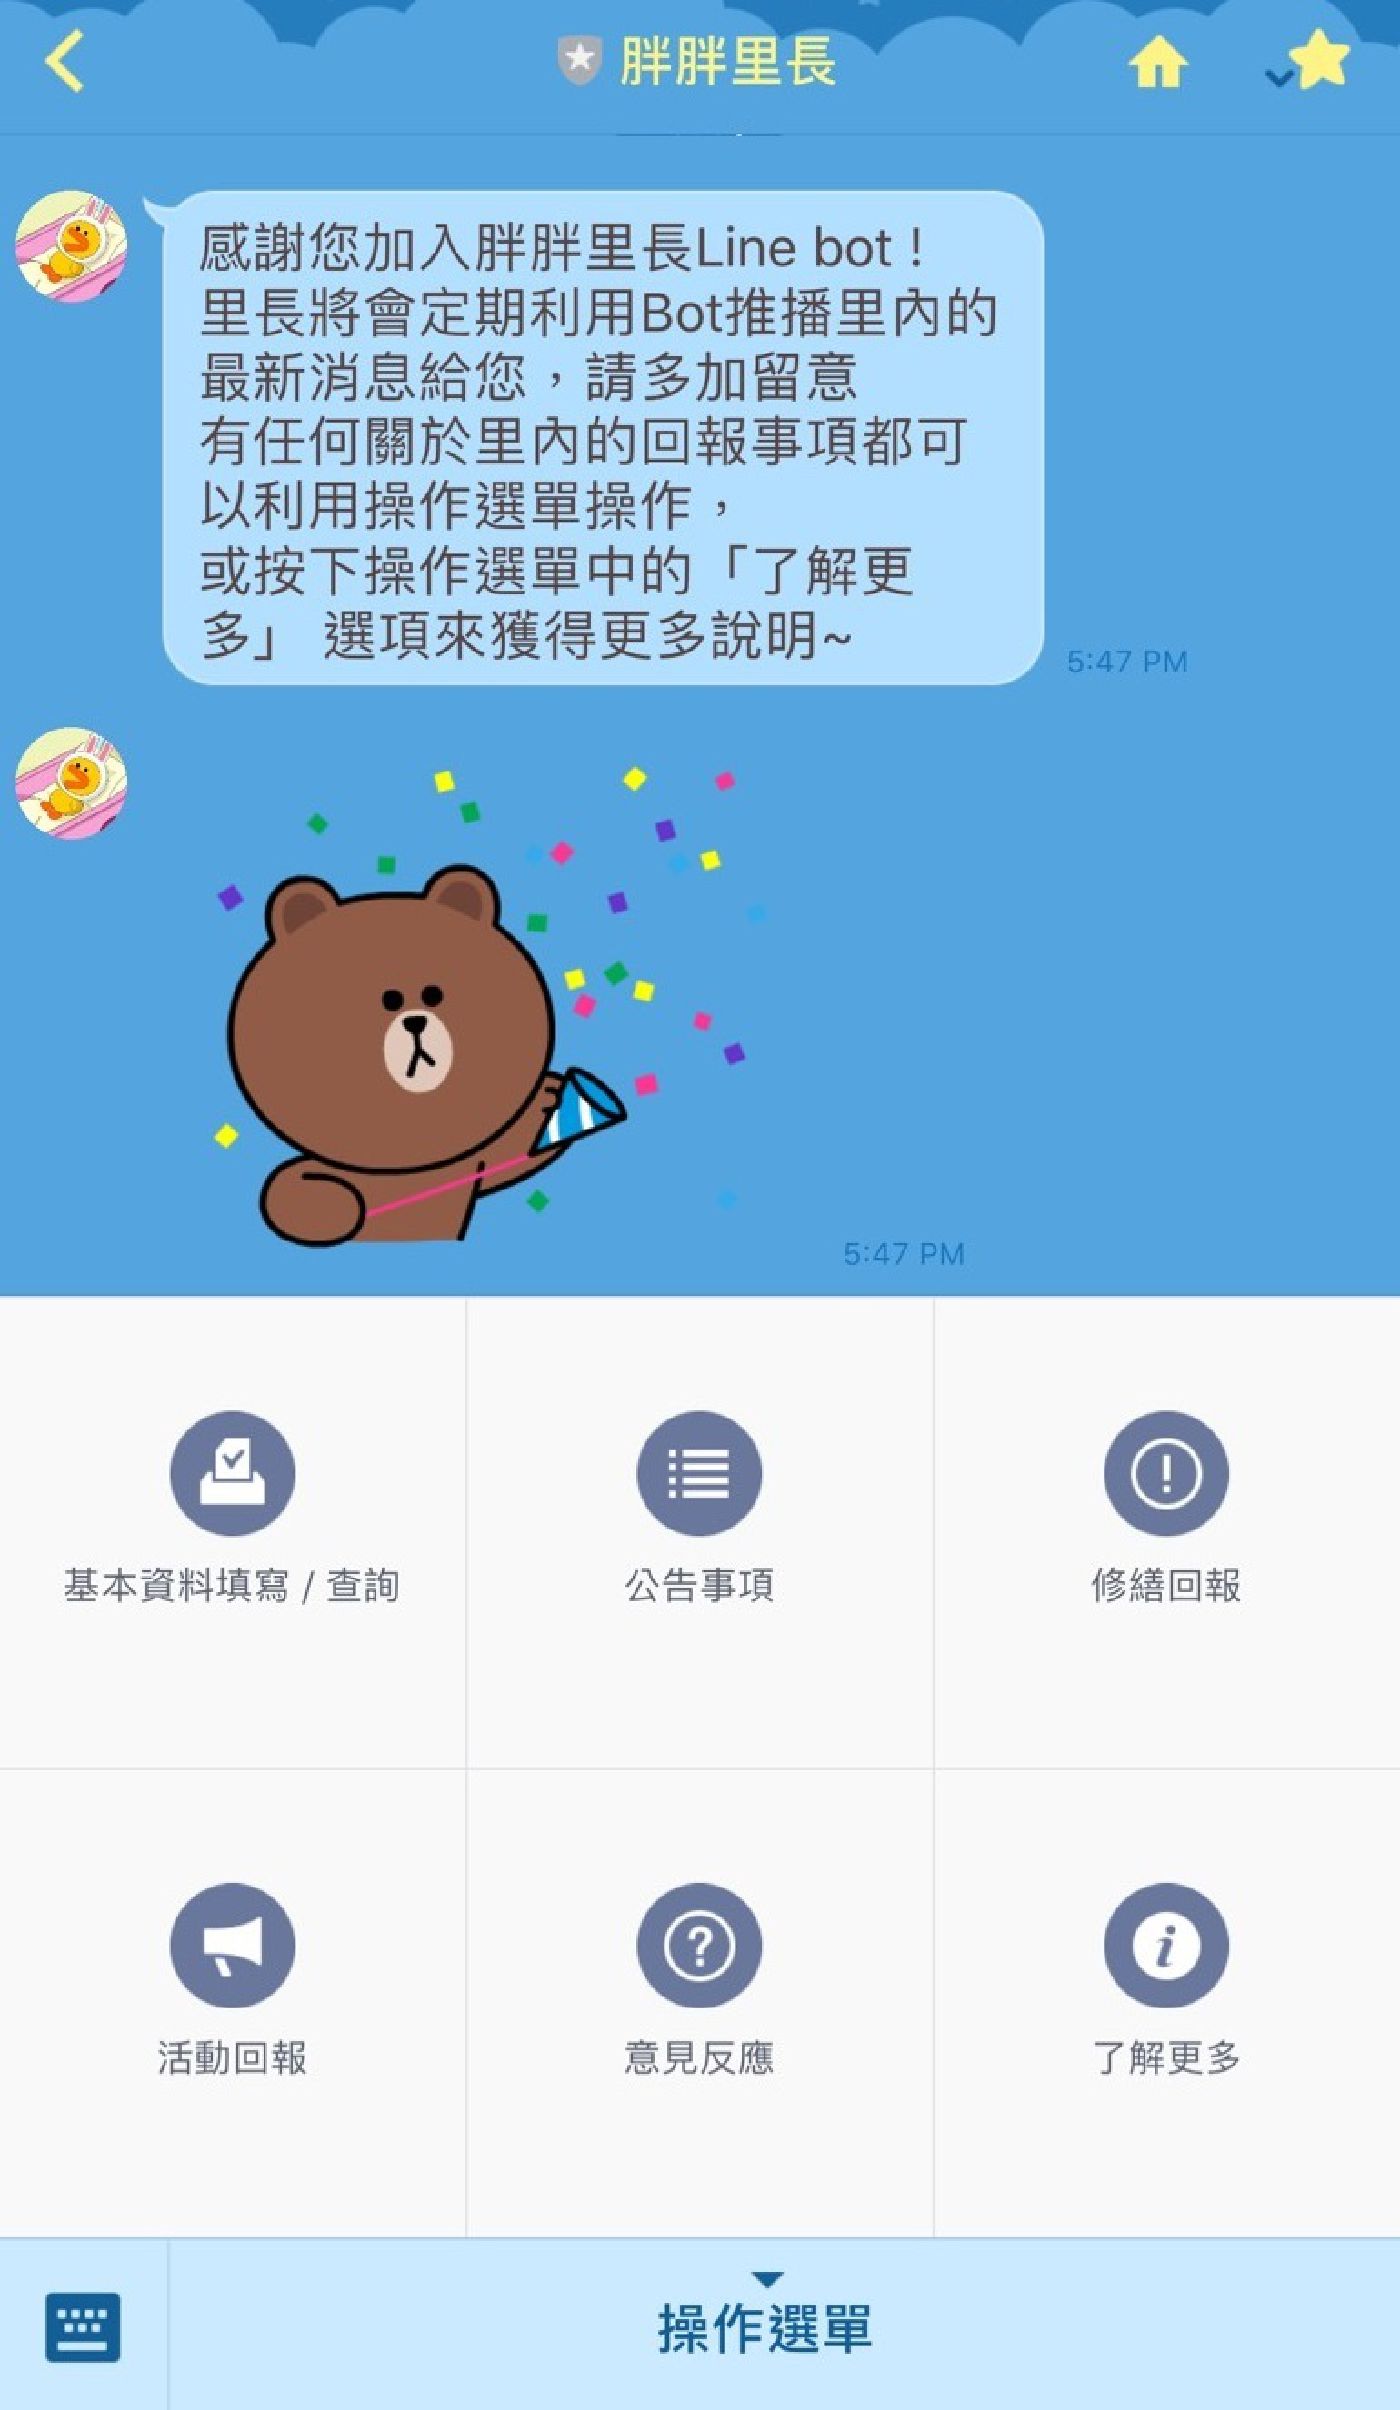 胖胖里長
感謝您加入胖胖里長Line bot！
里長將會定期利用Bot推播里內的
最新消息給您，請多加留意
有任何關於里內的回報事項都可
以利用操作選單操作，
或按下操作選單中的「了解更
多」 選項來獲得更多說明~
5:47 PM
5:47 PM
基本資料填寫 / 查詢
公告事項
修繕回報
活動回報
意見反應
了解更多
操作選單